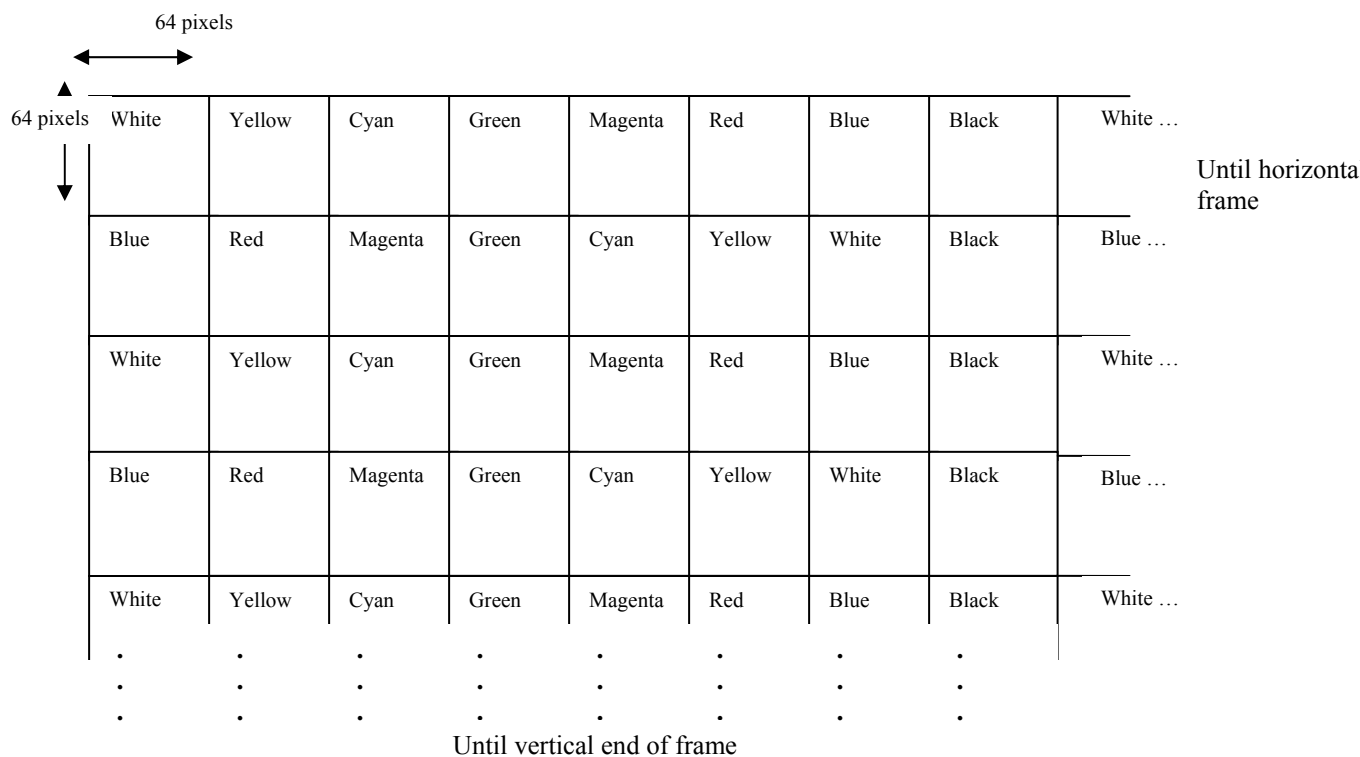 64 pixels
64 pixels
White Yellow Cyan Green Magenta Red Blue Black White …
Until horizonta
frame
Blue Red Magenta Green Cyan Yellow White Black Blue …
White Yellow Cyan Green Magenta Red Blue Black White …
Blue Red Magenta Green Cyan Yellow White Black Blue …
White Yellow Cyan Green Magenta Red Blue Black White …
. . . . . . . .
. . . . . . . .
. . . . . . . .
Until vertical end of frame